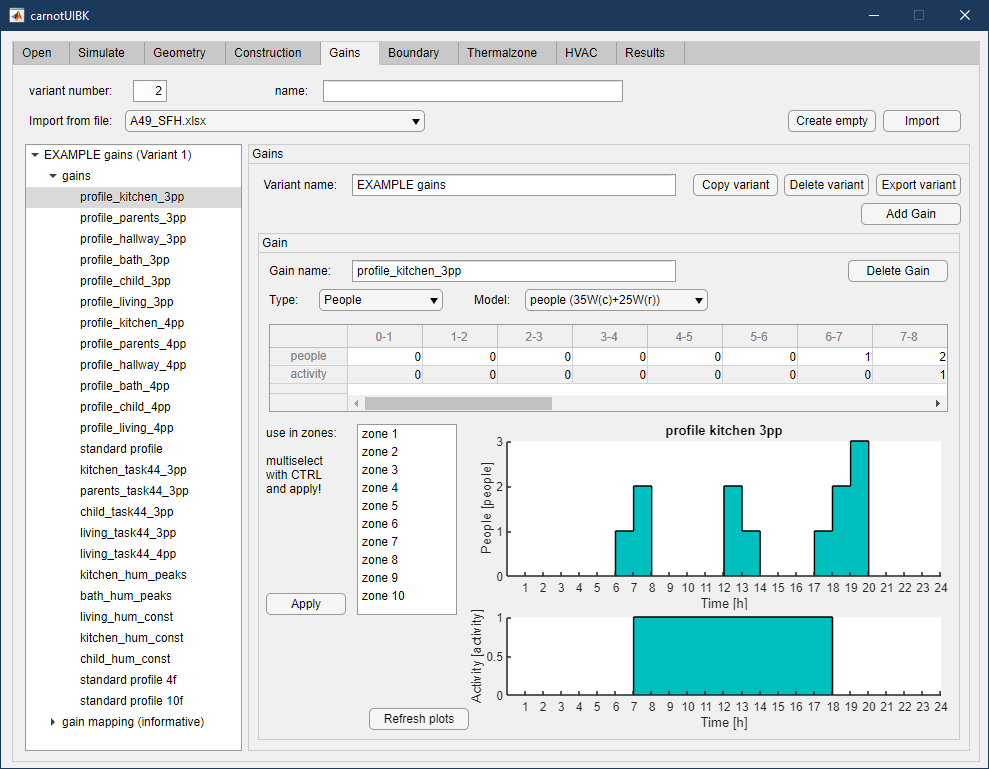 carnotUIBK
Open Simulate Geometry Construction Gains Boundary Thermalzone HVAC Results
variant number: 2 name:
Import from file: A49_SFH.xlsx Create empty Import
EXAMPLE gains (Variant 1)
gains
profile_kitchen_3pp
profile_parents_3pp
profile_hallway_3pp
profile_bath_3pp
profile_child_3pp
profile_living_3pp
profile_kitchen_4pp
profile_parents_4pp
profile_hallway_4pp
profile_bath_4pp
profile_child_4pp
profile_living_4pp
standard profile
kitchen_task44_3pp
parents_task44_3pp
child_task44_3pp
living_task44_3pp
living_task44_4pp
kitchen_hum_peaks
bath_hum_peaks
living_hum_const
kitchen_hum_const
child_hum_const
standard profile 4f
standard profile 10f
gain mapping (informative)
Gains
Variant name: EXAMPLE gains Copy variant Delete variant Export variant
Add Gain
Gain
Gain name: profile_kitchen_3pp Delete Gain
Type: People Model: people (35W(c)+25W(r))
0-1 1-2 2-3 3-4 4-5 5-6 6-7 7-8
people 0 0 0 0 0 0 1 2
activity 0 0 0 0 0 0 0 1
use in zones:
multiselect
with CTRL
and apply!
zone 1
zone 2
zone 3
zone 4
zone 5
zone 6
zone 7
zone 8
zone 9
zone 10
Apply
profile kitchen 3pp
People [people]
3
2
1
0
1 2 3 4 5 6 7 8 9 10 11 12 13 14 15 16 17 18 19 20 21 22 23 24
Time [h]
Activity [activity]
1
0.5
0
1 2 3 4 5 6 7 8 9 10 11 12 13 14 15 16 17 18 19 20 21 22 23 24
Time [h]
Refresh plots